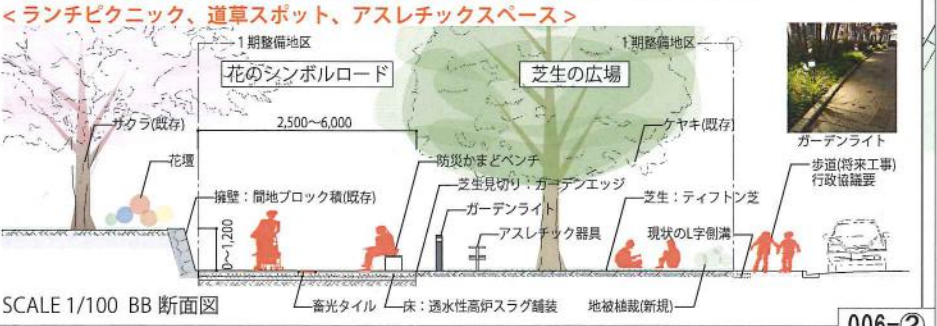 <ランチピクニック、道草スポット、アスレチックスペース>
1期整備地区
1期整備地区
花のシンボルロード
芝生の広場
サクラ(既存)
2,500〜6,000
ケヤキ(既存)
ガーデンライト
花壇
防災かまどベンチ
歩道(将来工事)
行政協議要
擁壁：間地ブロック積(既存)
芝生見切り：ガーデンエッジ
芝生：ティフトン芝
ガーデンライト
アスレチック器具
現状のL字側溝
0〜1,200
SCALE 1/100 BB 断面図
畜光タイル
床：透水性高炉スラグ舗装
地被植栽(新規)
006-②